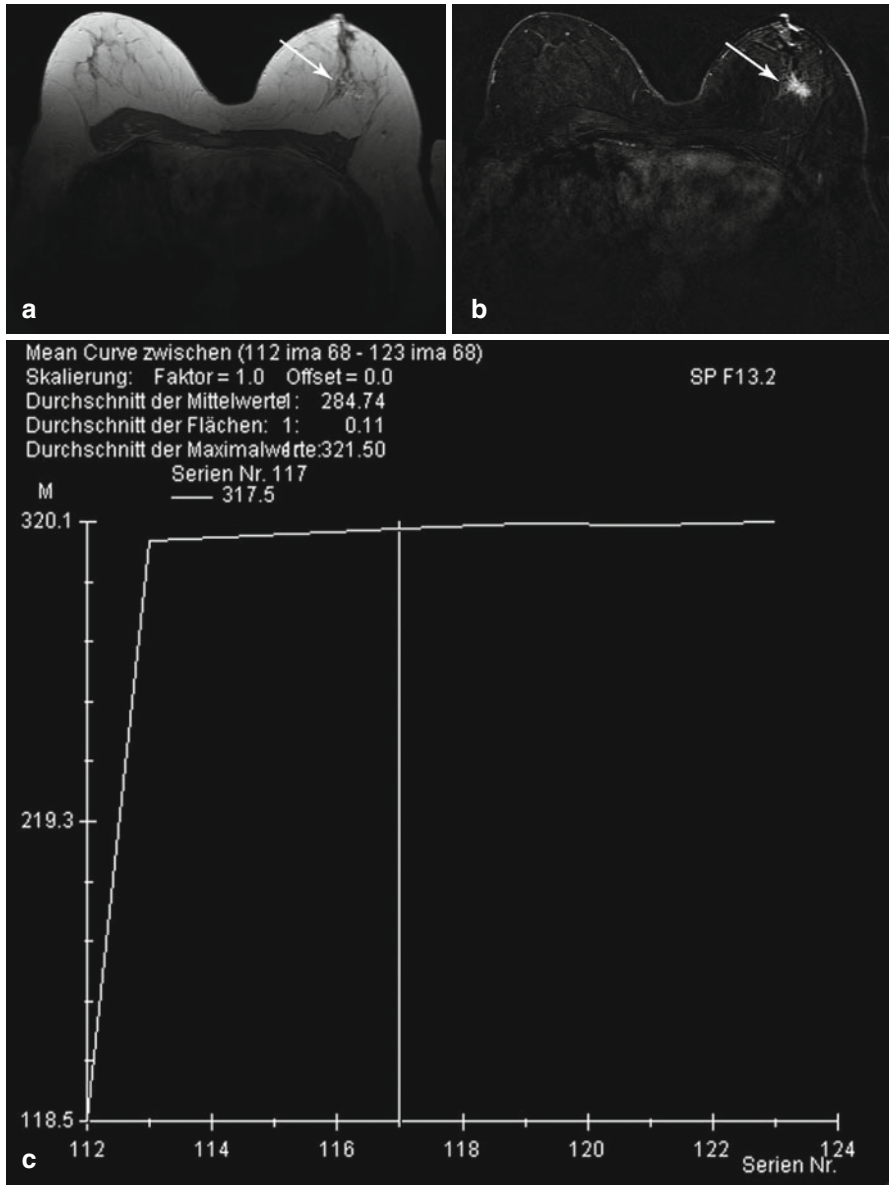 a
b
Mean Curve zwischen (112 ima 68 - 123 ima 68)
Skalierung: Faktor = 1.0 Offset = 0.0
SP F13.2
Durchschnitt der Mittelwerte1: 284.74
Durchschnitt der Flächen: 1: 0.11
Durchschnitt der Maximalwerte:321.50
Serien Nr. 117
M
317.5
320.1
219.3
118.5
112 114 116 118 120 122 124
c
Serien Nr.